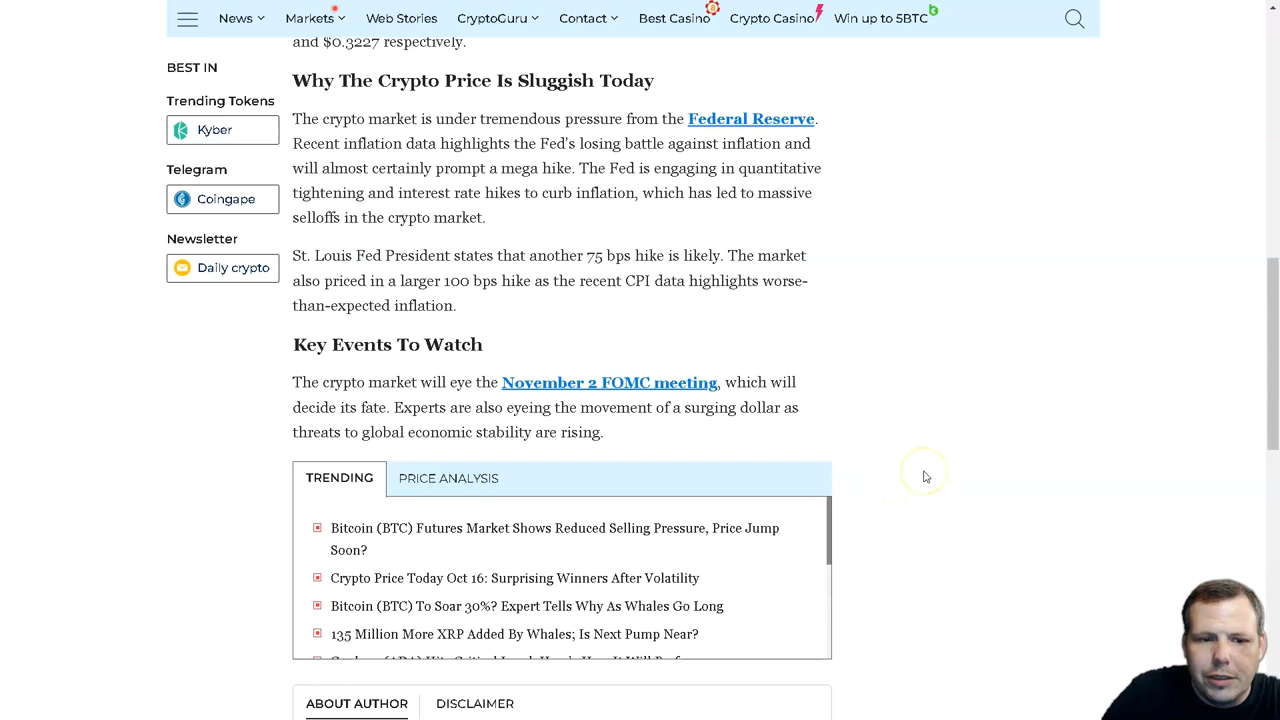 News
Markets
Web Stories
CryptoGuru
Contact
Best Casino
Crypto Casino
Win up to 5BTC
and $0.3227 respectively.
BEST IN
Trending Tokens
Kyber
Telegram
Coingape
Newsletter
Daily crypto
Why The Crypto Price Is Sluggish Today
The crypto market is under tremendous pressure from the Federal Reserve.
Recent inflation data highlights the Fed's losing battle against inflation and
will almost certainly prompt a mega hike. The Fed is engaging in quantitative
tightening and interest rate hikes to curb inflation, which has led to massive
selloffs in the crypto market.
St. Louis Fed President states that another 75 bps hike is likely. The market
also priced in a larger 100 bps hike as the recent CPI data highlights worse-
than-expected inflation.
Key Events To Watch
The crypto market will eye the November 2 FOMC meeting, which will
decide its fate. Experts are also eyeing the movement of a surging dollar as
threats to global economic stability are rising.
TRENDING
PRICE ANALYSIS
Bitcoin (BTC) Futures Market Shows Reduced Selling Pressure, Price Jump
Soon?
Crypto Price Today Oct 16: Surprising Winners After Volatility
Bitcoin (BTC) To Soar 30%? Expert Tells Why As Whales Go Long
135 Million More XRP Added By Whales; Is Next Pump Near?
ABOUT AUTHOR
DISCLAIMER